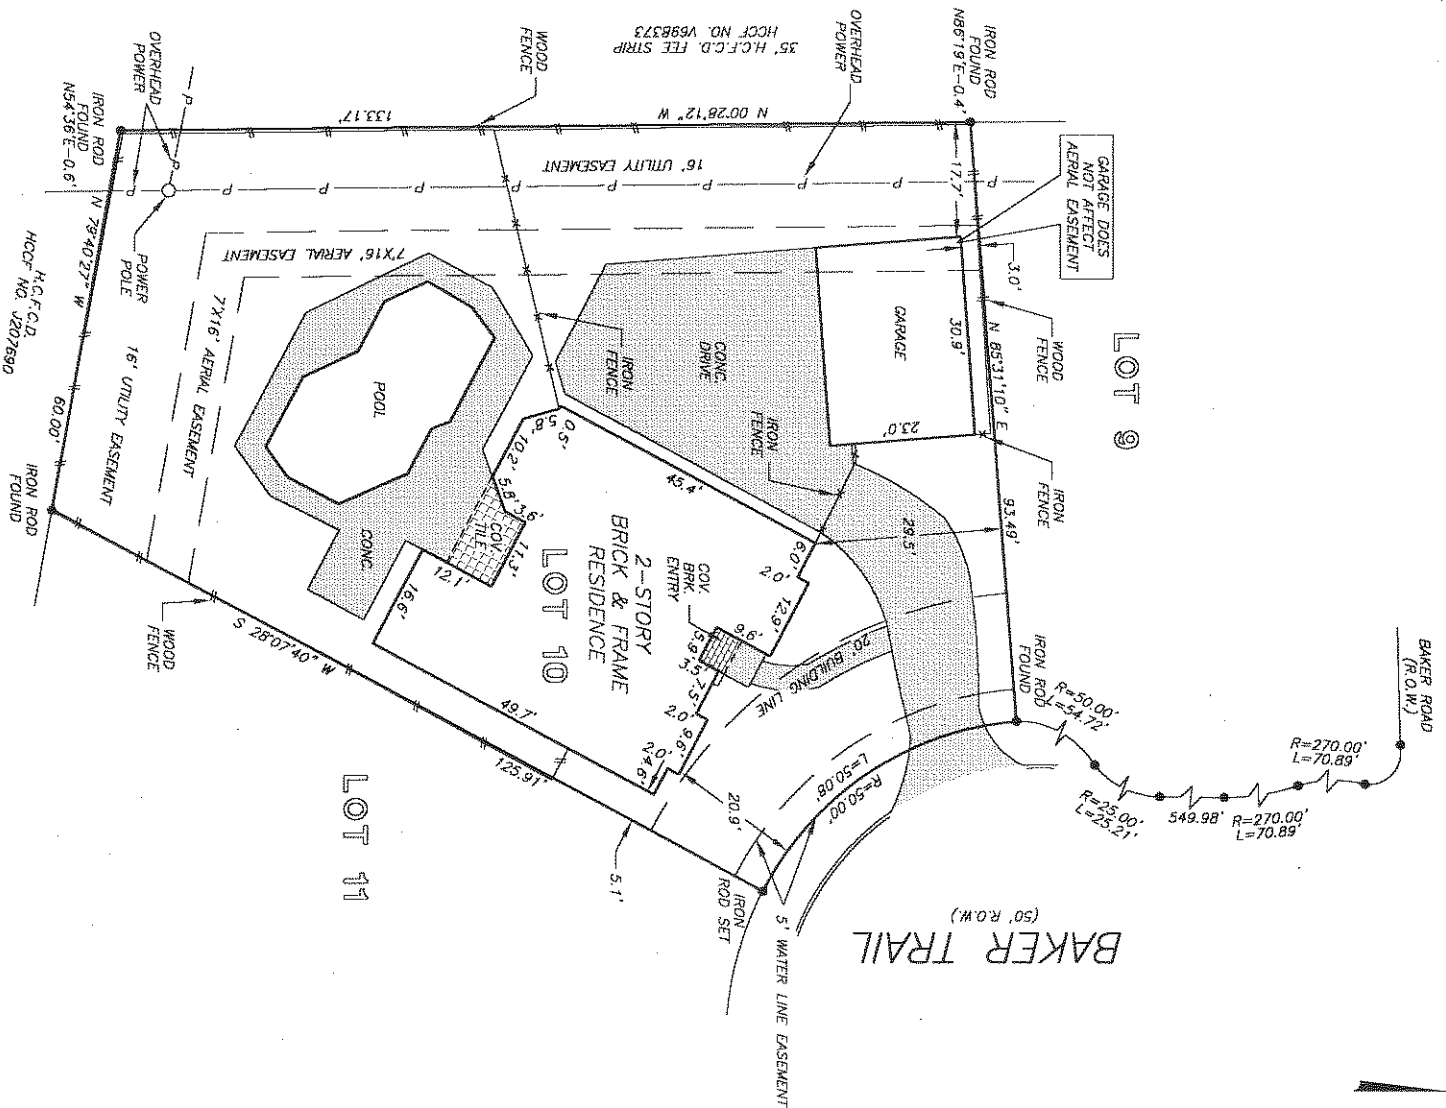 35' H.C.F.C.D. FEE STRIP
HCCF NO. V698373
OVERHEAD
POWER
IRON ROD
FOUND
N86°19'E-0.4'
WOOD
FENCE
OVERHEAD
POWER
IRON ROD
FOUND
N54°36'E-0.6'
133.17'
N 00°28'12" W
16' UTILITY EASEMENT
P
P
P
P
P
P
P
P
P
P
P
17.7'
GARAGE DOES
NOT AFFECT
AERIAL EASEMENT
3.0'
LOT 9
WOOD
FENCE
N 85°31'10" E
93.49'
IRON
FENCE
GARAGE
30.9'
23.0'
CONC.
DRIVE
IRON
FENCE
IRON
FENCE
7'X16' AERIAL EASEMENT
7'X16' AERIAL EASEMENT
POWER
POLE
N 79°40'27" W
60.00'
H.C.F.C.D.
HCCF NO. J207690
16' UTILITY EASEMENT
IRON ROD
FOUND
POOL
CONC.
0.5'
5.8'
10.2'
5.8'
3.6'
COV.
TILE
11.3'
12.1'
16.6'
45.4'
29.5'
6.0'
2.0'
12.9'
9.6'
COV.
BRK.
ENTRY
5.9'
3.5'
7.5'
2.0'
9.6'
2.0'
4.6'
49.7'
2-STORY
BRICK & FRAME
RESIDENCE
LOT 10
20' BUILDING LINE
20.9'
WOOD
FENCE
S 28°07'40" W
125.91'
5.1'
LOT 11
IRON
ROD SET
5' WATER LINE EASEMENT
R=50.00'
L=50.08'
IRON ROD
FOUND
R=50.00'
L=54.72'
R=25.00'
L=25.21'
549.98'
R=270.00'
L=70.89'
R=270.00'
L=70.89'
BAKER ROAD
(R.O.W.)
BAKER TRAIL
(50' R.O.W.)